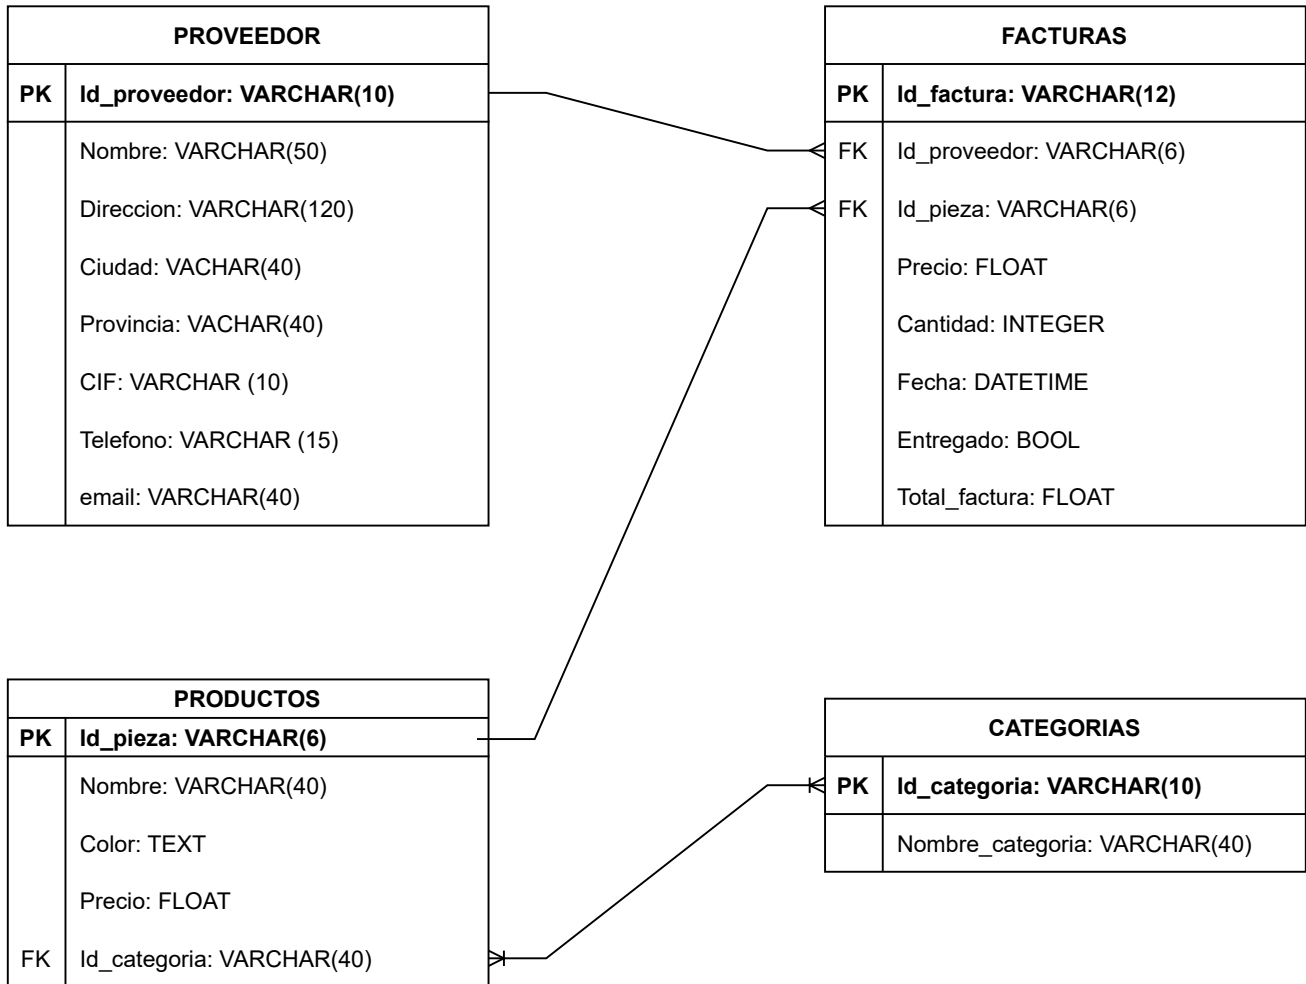 PROVEEDOR
PK Id_proveedor: VARCHAR(10)
Nombre: VARCHAR(50)
Direccion: VARCHAR(120)
Ciudad: VACHAR(40)
Provincia: VACHAR(40)
CIF: VARCHAR (10)
Telefono: VARCHAR (15)
email: VARCHAR(40)
FACTURAS
PK Id_factura: VARCHAR(12)
FK Id_proveedor: VARCHAR(6)
FK Id_pieza: VARCHAR(6)
Precio: FLOAT
Cantidad: INTEGER
Fecha: DATETIME
Entregado: BOOL
Total_factura: FLOAT
PRODUCTOS
PK Id_pieza: VARCHAR(6)
Nombre: VARCHAR(40)
Color: TEXT
Precio: FLOAT
FK Id_categoria: VARCHAR(40)
CATEGORIAS
PK Id_categoria: VARCHAR(10)
Nombre_categoria: VARCHAR(40)